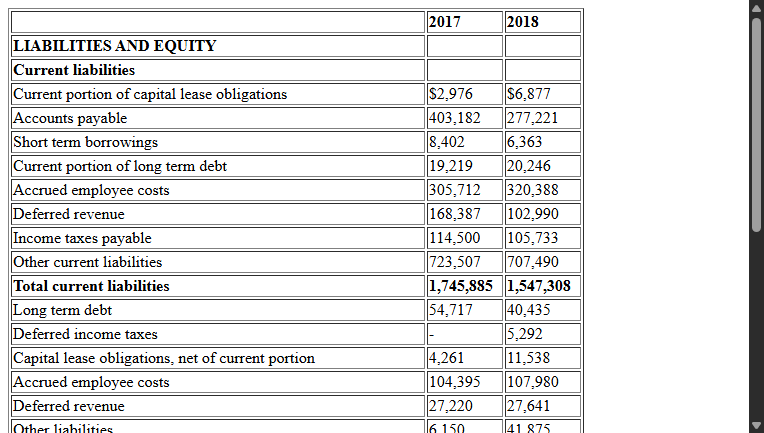 2017 2018
LIABILITIES AND EQUITY
Current liabilities
Current portion of capital lease obligations $2,976 $6,877
Accounts payable 403,182 277,221
Short term borrowings 8,402 6,363
Current portion of long term debt 19,219 20,246
Accrued employee costs 305,712 320,388
Deferred revenue 168,387 102,990
Income taxes payable 114,500 105,733
Other current liabilities 723,507 707,490
Total current liabilities 1,745,885 1,547,308
Long term debt 54,717 40,435
Deferred income taxes - 5,292
Capital lease obligations, net of current portion 4,261 11,538
Accrued employee costs 104,395 107,980
Deferred revenue 27,220 27,641
Other liabilities 6,150 41,875